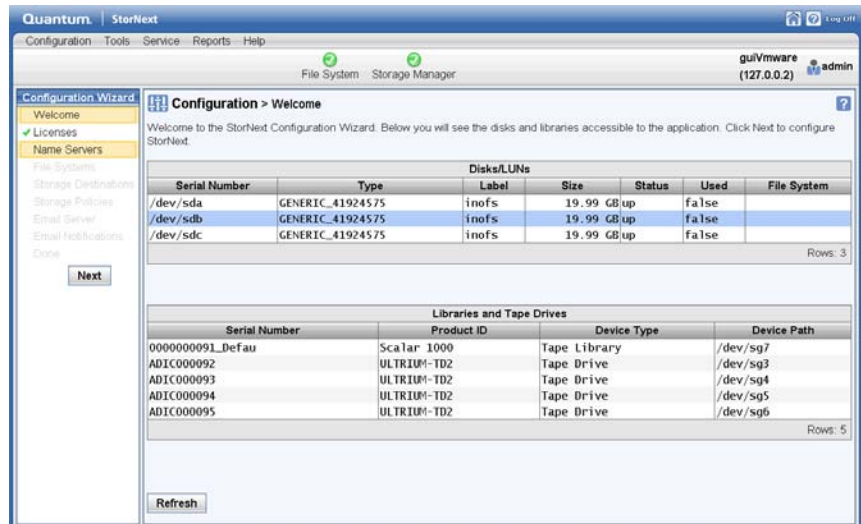 Quantum. StorNext
Log Off
Configuration Tools Service Reports Help
File System Storage Manager
guiVmware
(127.0.0.2)
admin
Configuration Wizard
Welcome
Licenses
Name Servers
File Systems
Storage Destinations
Storage Policies
Email Server
Email Notifications
Done
Next
Configuration > Welcome
?
Welcome to the StorNext Configuration Wizard. Below you will see the disks and libraries accessible to the application. Click Next to configure
StorNext.
Disks/LUNs
Serial Number Type Label Size Status Used File System
/dev/sda GENERIC_41924575 inofs 19.99 GB up false
/dev/sdb GENERIC_41924575 inofs 19.99 GB up false
/dev/sdc GENERIC_41924575 inofs 19.99 GB up false
Rows: 3
Libraries and Tape Drives
Serial Number Product ID Device Type Device Path
0000000091_Defau Scalar 1000 Tape Library /dev/sg7
ADIC000092 ULTRIUM-TD2 Tape Drive /dev/sg3
ADIC000093 ULTRIUM-TD2 Tape Drive /dev/sg4
ADIC000094 ULTRIUM-TD2 Tape Drive /dev/sg5
ADIC000095 ULTRIUM-TD2 Tape Drive /dev/sg6
Rows: 5
Refresh